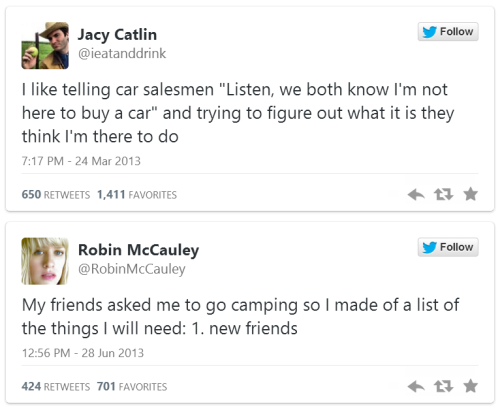 Jacy Catlin
Follow
@ieatanddrink
I like telling car salesmen "Listen, we both know I'm not
here to buy a car" and trying to figure out what it is they
think I'm there to do
7:17 PM - 24 Mar 2013
650 RETWEETS 1,411 FAVORITES
Robin McCauley
Follow
@RobinMcCauley
My friends asked me to go camping so I made of a list of
the things I will need: 1. new friends
12:56 PM - 28 Jun 2013
424 RETWEETS 701 FAVORITES